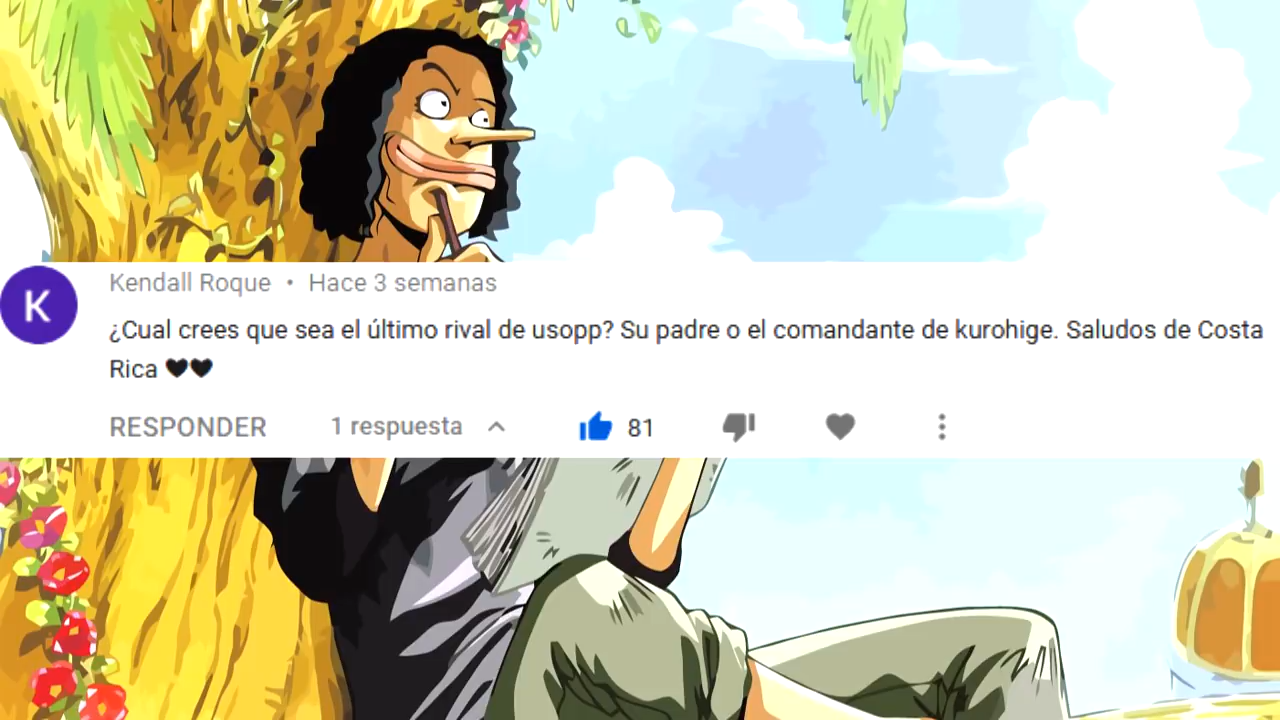 K
Kendall Roque • Hace 3 semanas
¿Cual crees que sea el último rival de usopp? Su padre o el comandante de kurohige. Saludos de Costa
Rica 🖤🖤
RESPONDER 1 respuesta 81